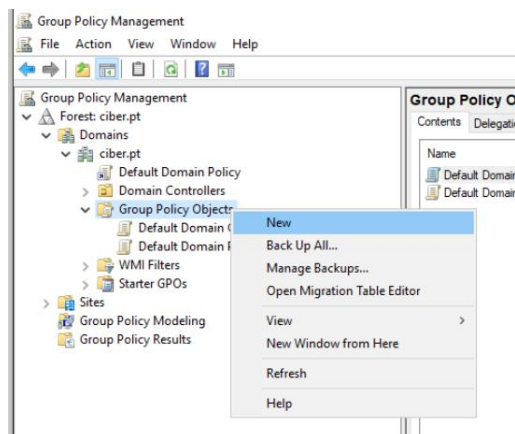 Group Policy Management
File Action View Window Help
Group Policy Management
Forest: ciber.pt
Domains
ciber.pt
Default Domain Policy
Domain Controllers
Group Policy Objects
Default Domain
Default Domain
WMI Filters
Starter GPOs
Sites
Group Policy Modeling
Group Policy Results
New
Back Up All...
Manage Backups...
Open Migration Table Editor
View
New Window from Here
Refresh
Help
Group Policy O
Contents Delegati
Name
Default Domain
Default Domain